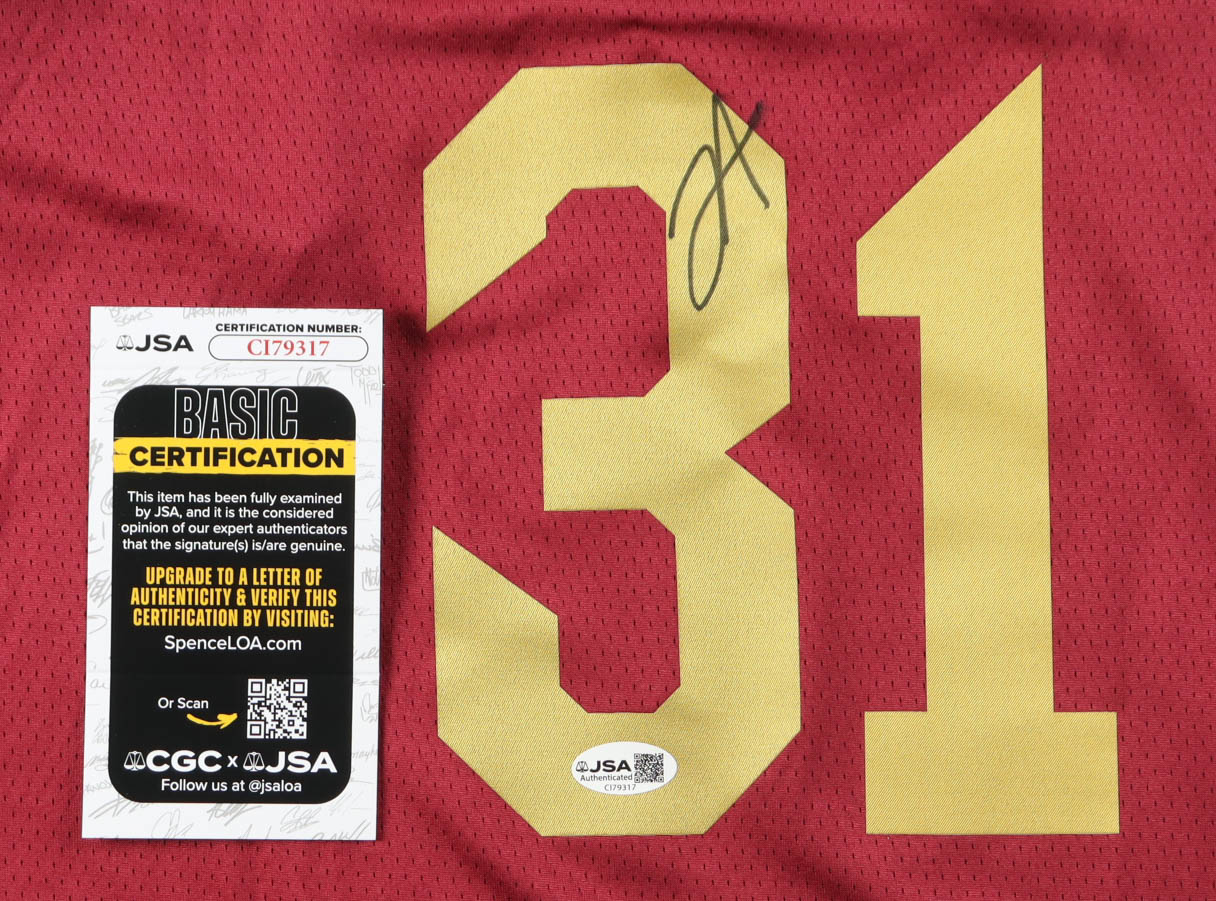 JSA
CERTIFICATION NUMBER:
CI79317
BASIC
CERTIFICATION
This item has been fully examined
by JSA, and it is the considered
opinion of our expert authenticators
that the signature(s) is/are genuine.
UPGRADE TO A LETTER OF
AUTHENTICITY & VERIFY THIS
CERTIFICATION BY VISITING:
SpenceLOA.com
Or Scan
CGC x JSA
Follow us at @jsaloa
31
JSA
Authenticated
CI79317